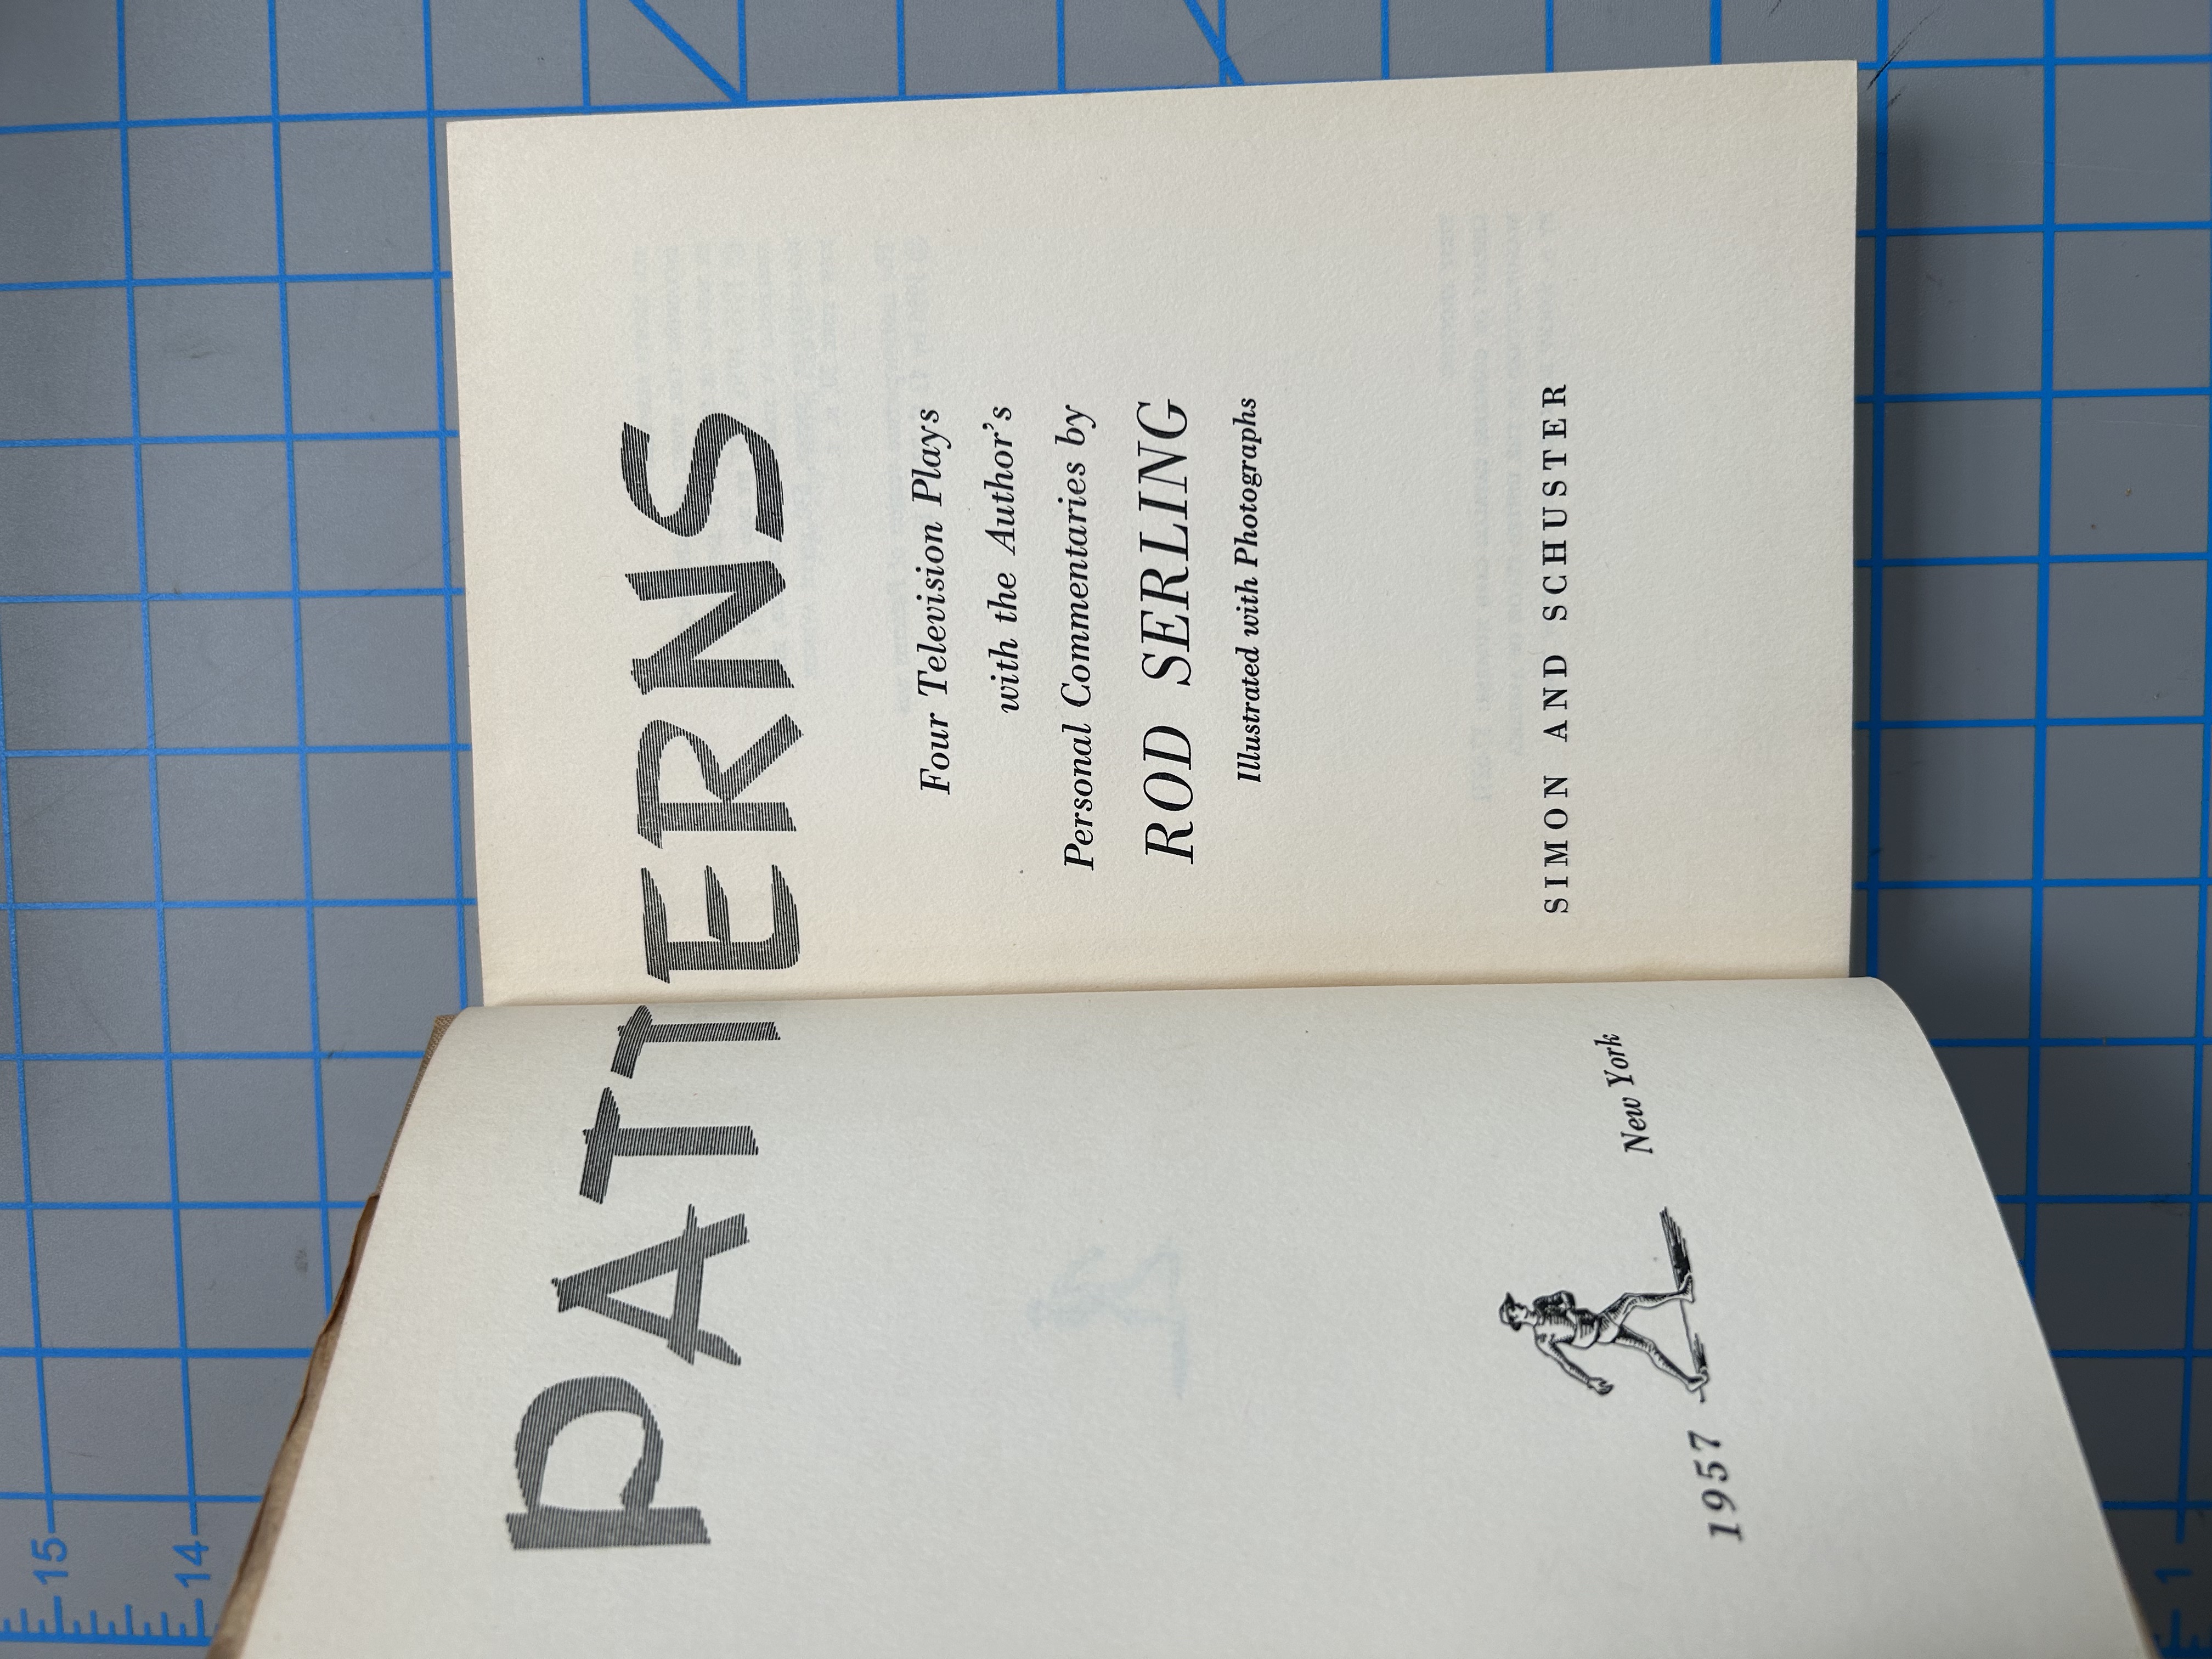 PATTERNS
Four Television Plays
with the Author's
Personal Commentaries by
ROD SERLING
Illustrated with Photographs
1957
New York
SIMON AND SCHUSTER
15
14
1